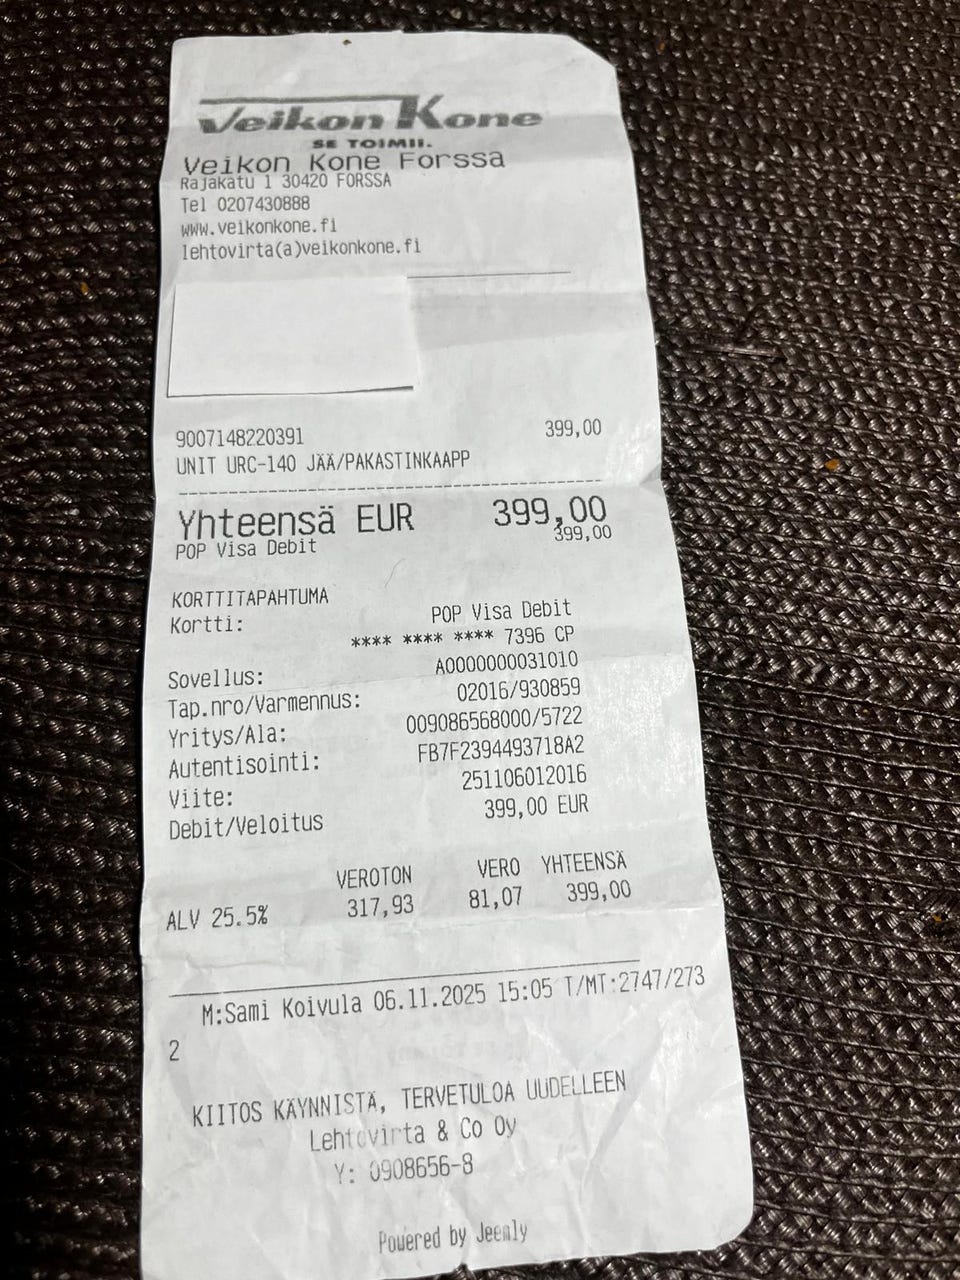 Veikon Kone
SE TOIMII.
Veikon Kone Forssa
Rajakatu 1 30420 FORSSA
Tel 0207430888
www.veikonkone.fi
lehtovirta(a)veikonkone.fi
9007148220391 399,00
UNIT URC-140 JÄÄ/PAKASTINKAAPP
Yhteensä EUR 399,00
POP Visa Debit 399,00
KORTTITAPAHTUMA
Kortti: POP Visa Debit
**** **** **** 7396 CP
Sovellus: A0000000031010
Tap.nro/Varmennus: 02016/930859
Yritys/Ala: 009086568000/5722
Autentisointi: FB7F2394493718A2
Viite: 251106012016
Debit/Veloitus 399,00 EUR
VEROTON VERO YHTEENSÄ
ALV 25.5% 317,93 81,07 399,00
M:Sami Koivula 06.11.2025 15:05 T/MT:2747/273
2
KIITOS KÄYNNISTÄ, TERVETULOA UUDELLEEN
Lehtovirta & Co Oy
Y: 0908656-8
Powered by Jeemly